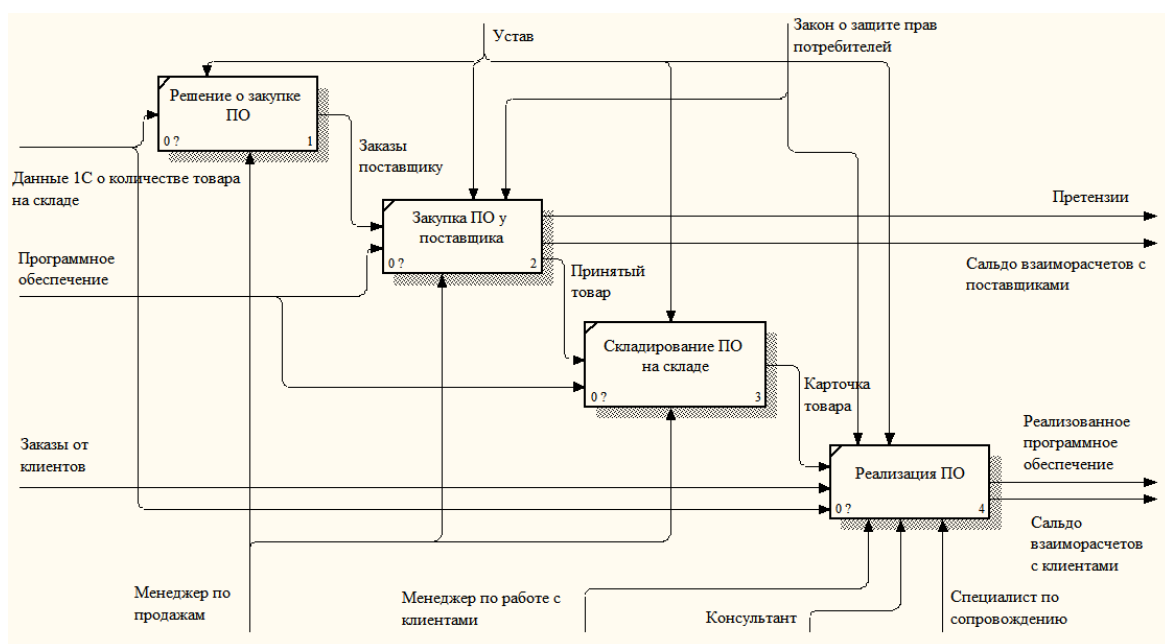 Устав
Закон о защите прав
потребителей
Решение о закупке
ПО
0 ?
1
Заказы
поставщику
Данные 1С о количестве товара
на складе
Закупка ПО у
поставщика
0 ?
2
Претензии
Программное
обеспечение
Принятый
товар
Сальдо взаиморасчетов с
поставщиками
Складирование ПО
на складе
0 ?
3
Карточка
товара
Заказы от
клиентов
Реализованное
программное
обеспечение
Реализация ПО
0 ?
4
Сальдо
взаиморасчетов
с клиентами
Менеджер по
продажам
Менеджер по работе с
клиентами
Консультант
Специалист по
сопровождению